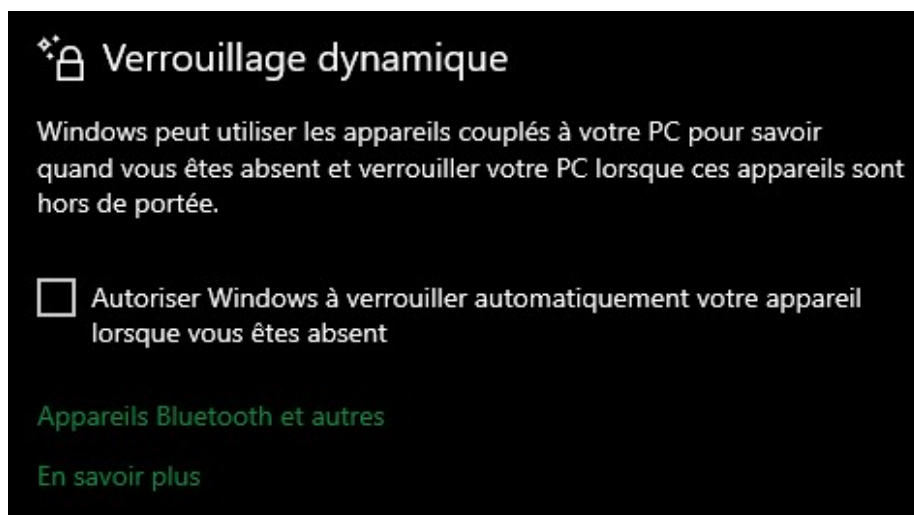 Verrouillage dynamique
Windows peut utiliser les appareils couplés à votre PC pour savoir
quand vous êtes absent et verrouiller votre PC lorsque ces appareils sont
hors de portée.
Autoriser Windows à verrouiller automatiquement votre appareil
lorsque vous êtes absent
Appareils Bluetooth et autres
En savoir plus